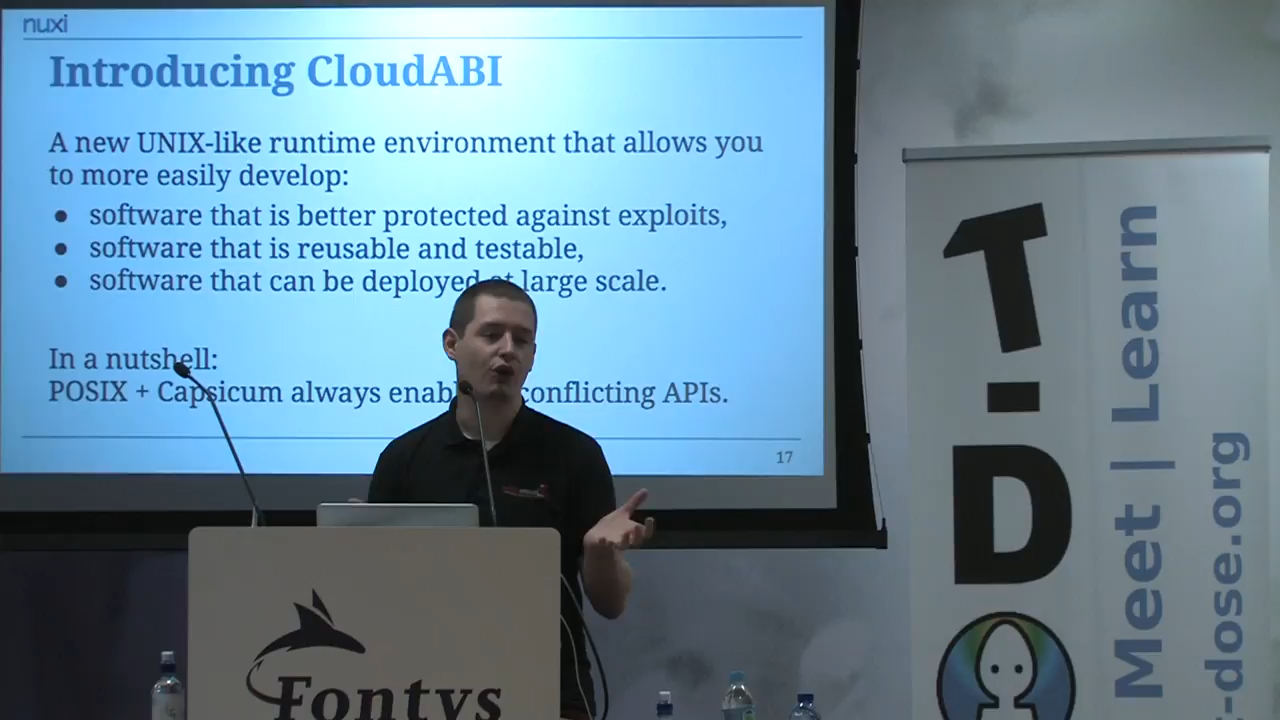 nuxi
Introducing CloudABI
A new UNIX-like runtime environment that allows you
to more easily develop:
● software that is better protected against exploits,
● software that is reusable and testable,
● software that can be deployed at large scale.
In a nutshell:
POSIX + Capsicum always conflicting APIs.
17
Fontys
T-DO
Meet | Learn
-dose.org